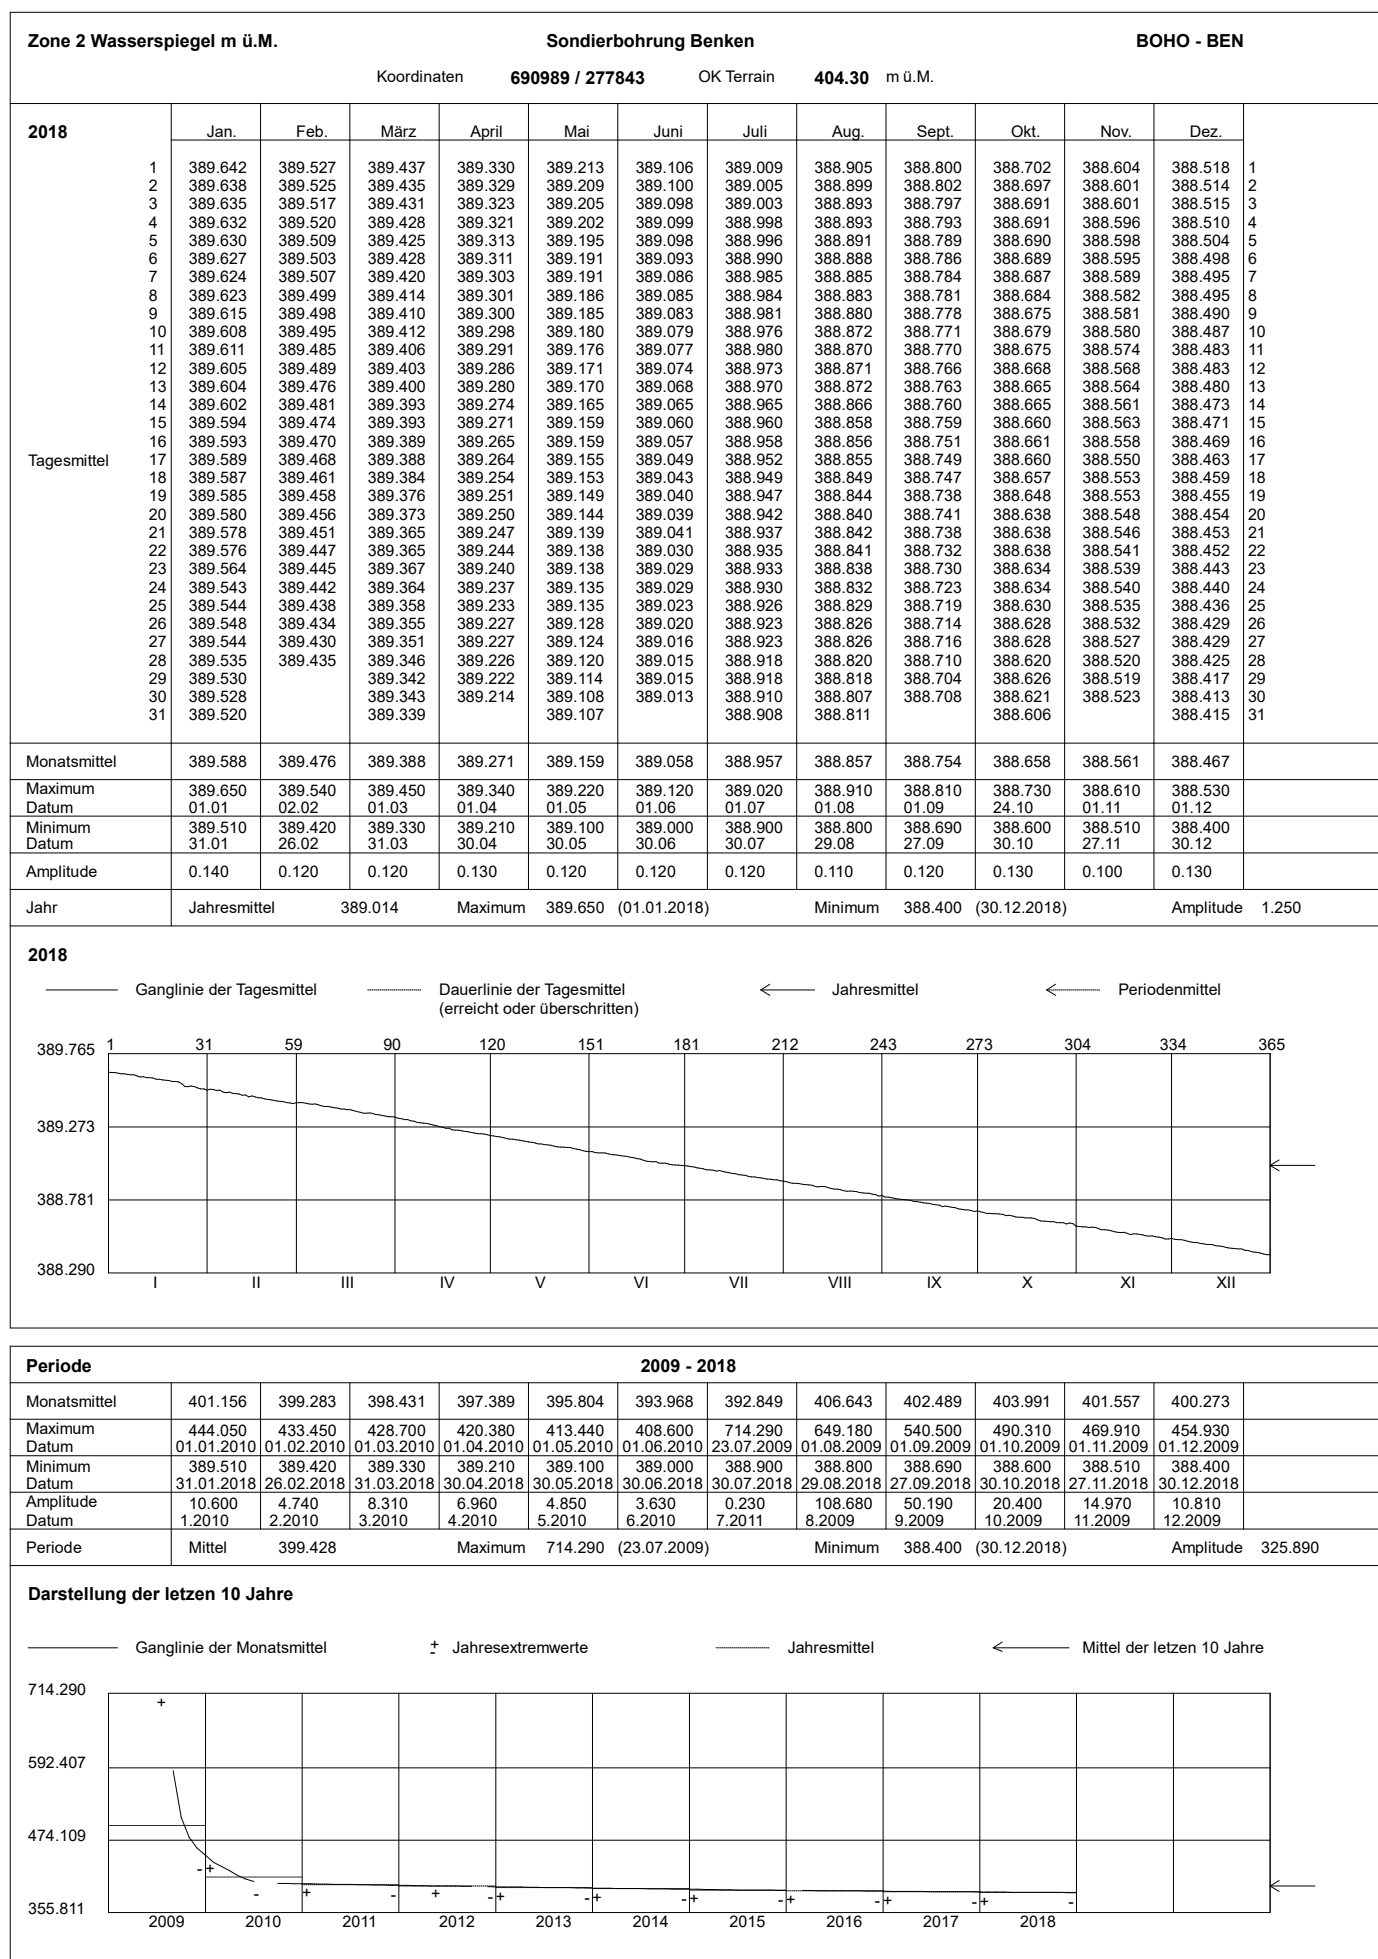 Zone 2 Wasserspiegel m ü.M. Sondierbohrung Benken BOHO - BEN
Koordinaten 690989 / 277843 OK Terrain 404.30 m ü.M.
2018 Jan. Feb. März April Mai Juni Juli Aug. Sept. Okt. Nov. Dez.
1 389.642 389.527 389.437 389.330 389.213 389.106 389.009 388.905 388.800 388.702 388.604 388.518 1
2 389.638 389.525 389.435 389.329 389.209 389.100 389.005 388.899 388.802 388.697 388.601 388.514 2
3 389.635 389.517 389.431 389.323 389.205 389.098 389.003 388.893 388.797 388.691 388.601 388.515 3
4 389.632 389.520 389.428 389.321 389.202 389.099 388.998 388.893 388.793 388.691 388.596 388.510 4
5 389.630 389.509 389.425 389.313 389.195 389.098 388.996 388.891 388.789 388.690 388.598 388.504 5
6 389.627 389.503 389.428 389.311 389.191 389.093 388.990 388.888 388.786 388.689 388.595 388.498 6
7 389.624 389.507 389.420 389.303 389.191 389.086 388.985 388.885 388.784 388.687 388.589 388.495 7
8 389.623 389.499 389.414 389.301 389.186 389.085 388.984 388.883 388.781 388.684 388.582 388.495 8
9 389.615 389.498 389.410 389.300 389.185 389.083 388.981 388.880 388.778 388.675 388.581 388.490 9
10 389.608 389.495 389.412 389.298 389.180 389.079 388.976 388.872 388.771 388.679 388.580 388.487 10
11 389.611 389.485 389.406 389.291 389.176 389.077 388.980 388.870 388.770 388.675 388.574 388.483 11
12 389.605 389.489 389.403 389.286 389.171 389.074 388.973 388.871 388.766 388.668 388.568 388.483 12
13 389.604 389.476 389.400 389.280 389.170 389.068 388.970 388.872 388.763 388.665 388.564 388.480 13
14 389.602 389.481 389.393 389.274 389.165 389.065 388.965 388.866 388.760 388.665 388.561 388.473 14
15 389.594 389.474 389.393 389.271 389.159 389.060 388.960 388.858 388.759 388.660 388.563 388.471 15
16 389.593 389.470 389.389 389.265 389.159 389.057 388.958 388.856 388.751 388.661 388.558 388.469 16
Tagesmittel 17 389.589 389.468 389.388 389.264 389.155 389.049 388.952 388.855 388.749 388.660 388.550 388.463 17
18 389.587 389.461 389.384 389.254 389.153 389.043 388.949 388.849 388.747 388.657 388.553 388.459 18
19 389.585 389.458 389.376 389.251 389.149 389.040 388.947 388.844 388.738 388.648 388.553 388.455 19
20 389.580 389.456 389.373 389.250 389.144 389.039 388.942 388.840 388.741 388.638 388.548 388.454 20
21 389.578 389.451 389.365 389.247 389.139 389.041 388.937 388.842 388.738 388.638 388.546 388.453 21
22 389.576 389.447 389.365 389.244 389.138 389.030 388.935 388.841 388.732 388.638 388.541 388.452 22
23 389.564 389.445 389.367 389.240 389.138 389.029 388.933 388.838 388.730 388.634 388.539 388.443 23
24 389.543 389.442 389.364 389.237 389.135 389.029 388.930 388.832 388.723 388.634 388.540 388.440 24
25 389.544 389.438 389.358 389.233 389.135 389.023 388.926 388.829 388.719 388.630 388.535 388.436 25
26 389.548 389.434 389.355 389.227 389.128 389.020 388.923 388.826 388.714 388.628 388.532 388.429 26
27 389.544 389.430 389.351 389.227 389.124 389.016 388.923 388.826 388.716 388.628 388.527 388.429 27
28 389.535 389.435 389.346 389.226 389.120 389.015 388.918 388.820 388.710 388.620 388.520 388.425 28
29 389.530 389.342 389.222 389.114 389.015 388.918 388.818 388.704 388.626 388.519 388.417 29
30 389.528 389.343 389.214 389.108 389.013 388.910 388.807 388.708 388.621 388.523 388.413 30
31 389.520 389.339 389.107 388.908 388.811 388.606 388.415 31
Monatsmittel 389.588 389.476 389.388 389.271 389.159 389.058 388.957 388.857 388.754 388.658 388.561 388.467
Maximum 389.650 389.540 389.450 389.340 389.220 389.120 389.020 388.910 388.810 388.730 388.610 388.530
Datum 01.01 02.02 01.03 01.04 01.05 01.06 01.07 01.08 01.09 24.10 01.11 01.12
Minimum 389.510 389.420 389.330 389.210 389.100 389.000 388.900 388.800 388.690 388.600 388.510 388.400
Datum 31.01 26.02 31.03 30.04 30.05 30.06 30.07 29.08 27.09 30.10 27.11 30.12
Amplitude 0.140 0.120 0.120 0.130 0.120 0.120 0.120 0.110 0.120 0.130 0.100 0.130
Jahr Jahresmittel 389.014 Maximum 389.650 (01.01.2018) Minimum 388.400 (30.12.2018) Amplitude 1.250
2018
Ganglinie der Tagesmittel Dauerlinie der Tagesmittel Jahresmittel Periodenmittel
(erreicht oder überschritten)
389.765 1 31 59 90 120 151 181 212 243 273 304 334 365
389.273
388.781
388.290
I II III IV V VI VII VIII IX X XI XII
Periode 2009 - 2018
Monatsmittel 401.156 399.283 398.431 397.389 395.804 393.968 392.849 406.643 402.489 403.991 401.557 400.273
Maximum 444.050 433.450 428.700 420.380 413.440 408.600 714.290 649.180 540.500 490.310 469.910 454.930
Datum 01.01.2010 01.02.2010 01.03.2010 01.04.2010 01.05.2010 01.06.2010 23.07.2009 01.08.2009 01.09.2009 01.10.2009 01.11.2009 01.12.2009
Minimum 389.510 389.420 389.330 389.210 389.100 389.000 388.900 388.800 388.690 388.600 388.510 388.400
Datum 31.01.2018 26.02.2018 31.03.2018 30.04.2018 30.05.2018 30.06.2018 30.07.2018 29.08.2018 27.09.2018 30.10.2018 27.11.2018 30.12.2018
Amplitude 10.600 4.740 8.310 6.960 4.850 3.630 0.230 108.680 50.190 20.400 14.970 10.810
Datum 1.2010 2.2010 3.2010 4.2010 5.2010 6.2010 7.2011 8.2009 9.2009 10.2009 11.2009 12.2009
Periode Mittel 399.428 Maximum 714.290 (23.07.2009) Minimum 388.400 (30.12.2018) Amplitude 325.890
Darstellung der letzen 10 Jahre
Ganglinie der Monatsmittel + - Jahresextremwerte Jahresmittel Mittel der letzen 10 Jahre
714.290
592.407
474.109
355.811
2009 2010 2011 2012 2013 2014 2015 2016 2017 2018